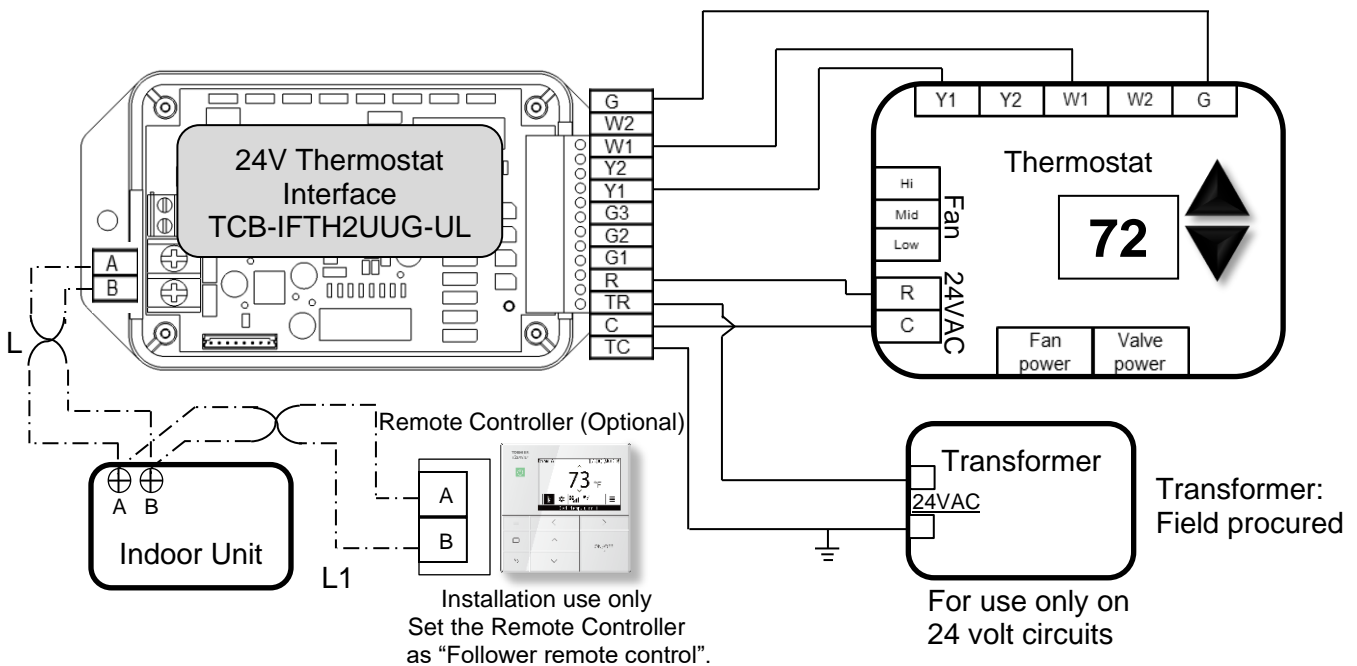 24V Thermostat
Interface
TCB-IFTH2UUG-UL
A
B
G
W2
W1
Y2
Y1
G3
G2
G1
R
TR
C
TC
Y1 Y2 W1 W2 G
Thermostat
Hi
Mid
Low
Fan
72
R
C
24VAC
Fan
power
Valve
power
L
A B
Indoor Unit
L1
Remote Controller (Optional)
A
B
73 °F
Installation use only
Set the Remote Controller
as “Follower remote control”.
Transformer
24VAC
Transformer:
Field procured
For use only on
24 volt circuits